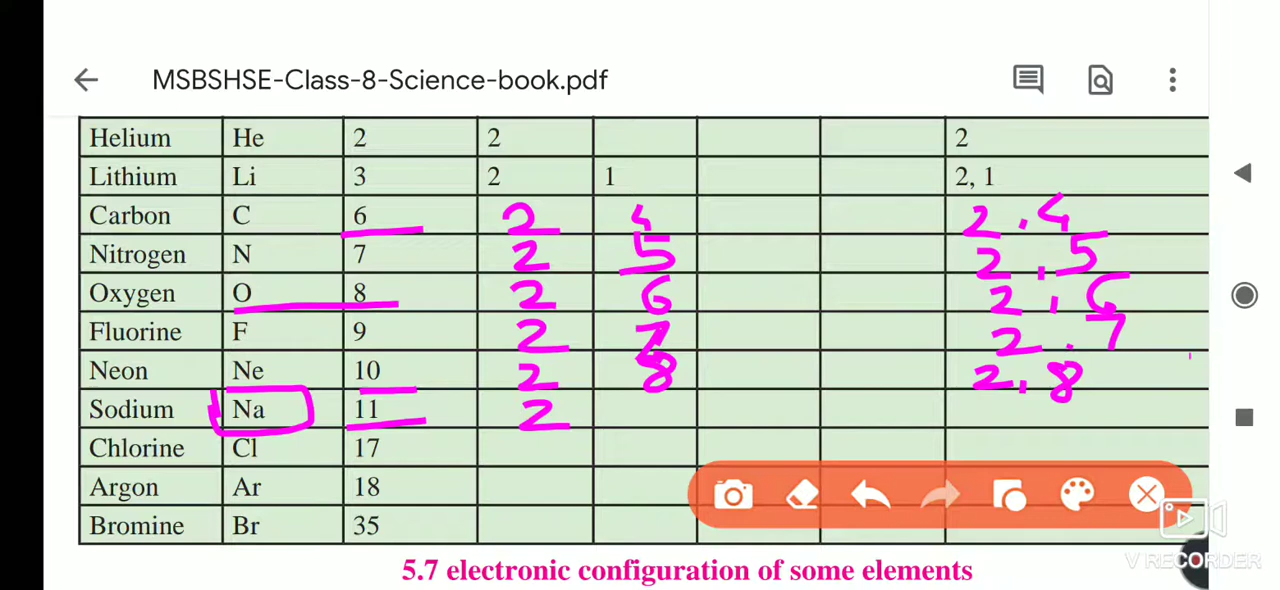 MSBSHSE-Class-8-Science-book.pdf
Helium He 2 2 2
Lithium Li 3 2 1 2, 1
Carbon C 6 2 4 2 . 4
Nitrogen N 7 2 5 2 , 5
Oxygen O 8 2 6 2 , 6
Fluorine F 9 2 7 2 . 7
Neon Ne 10 2 8 2 , 8
Sodium Na 11 2
Chlorine Cl 17
Argon Ar 18
Bromine Br 35
V RECORDER
5.7 electronic configuration of some elements